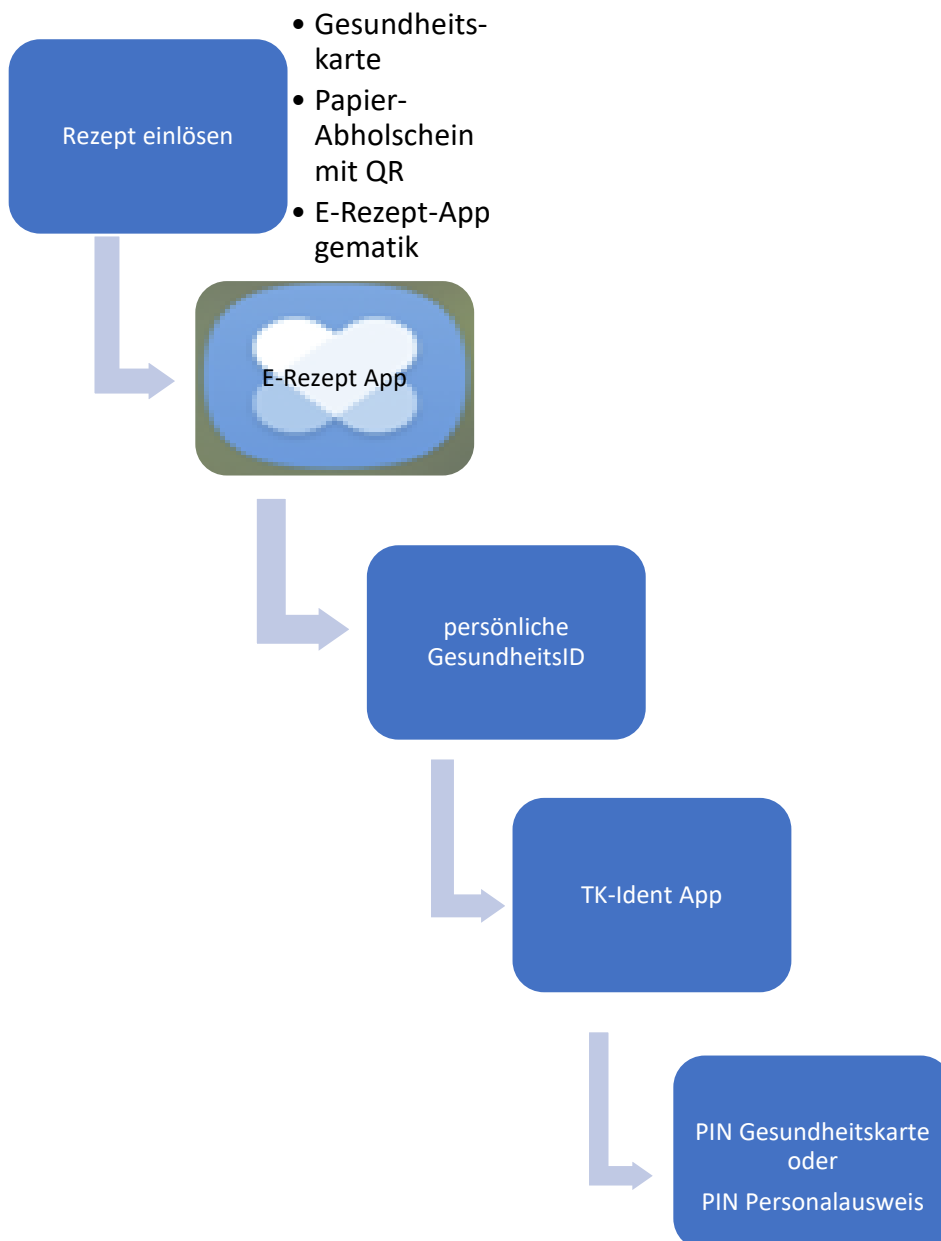 Rezept einlösen
• Gesundheits-
karte
• Papier-
Abholschein
mit QR
• E-Rezept-App
gematik
E-Rezept App
persönliche
GesundheitsID
TK-Ident App
PIN Gesundheitskarte
oder
PIN Personalausweis